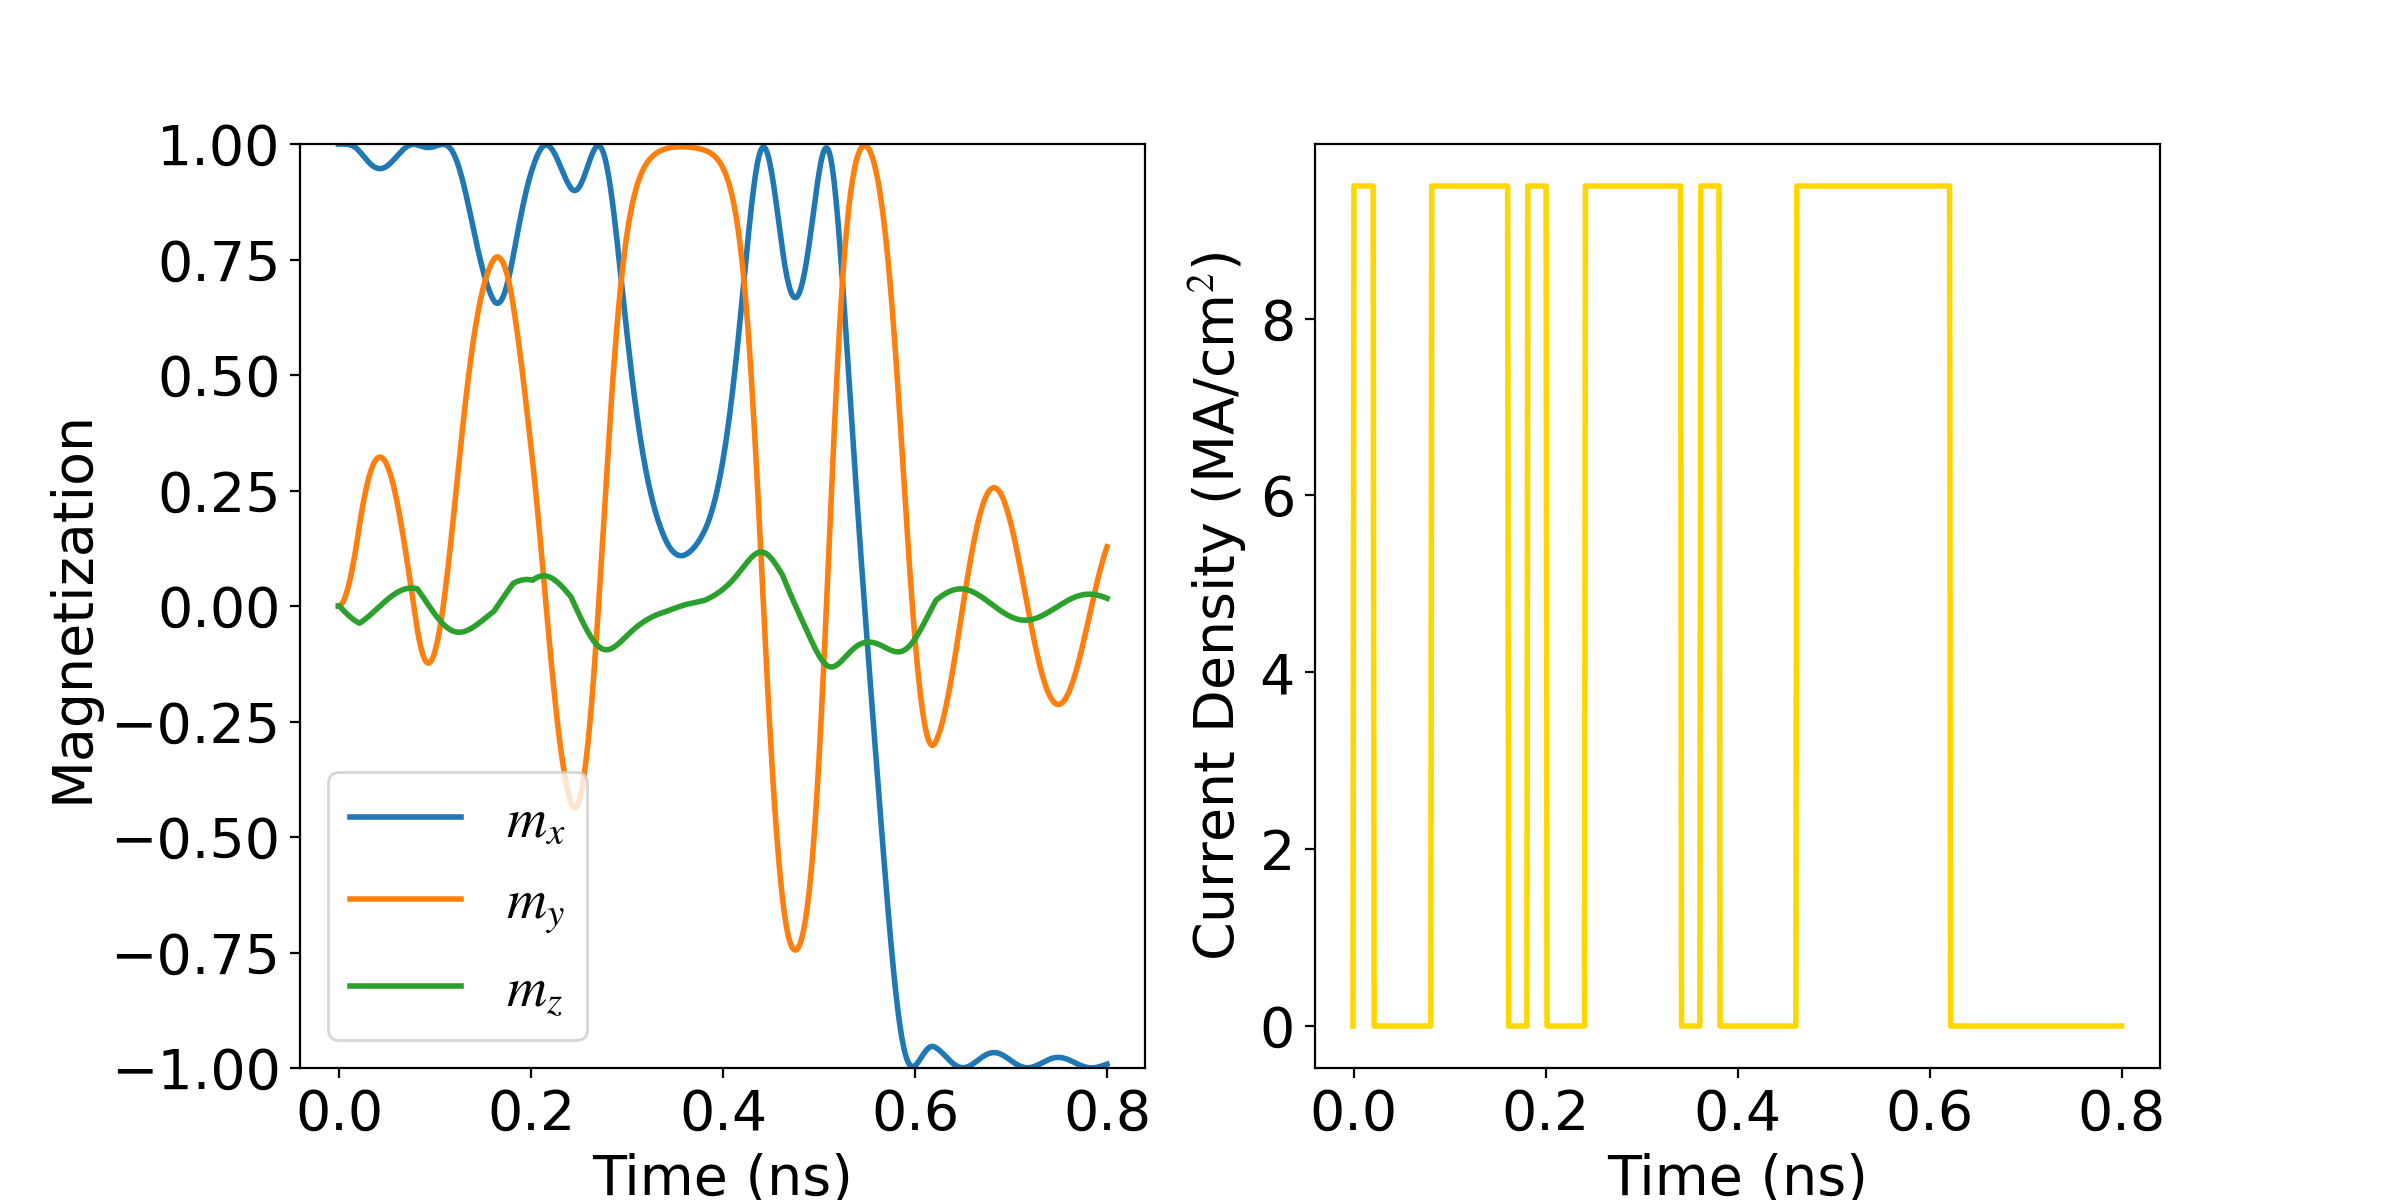 Magnetization
1.00
0.75
0.50
0.25
0.00
−0.25
−0.50
−0.75
−1.00
m_x
m_y
m_z
0.0 0.2 0.4 0.6 0.8
Time (ns)
Current Density (MA/cm²)
8
6
4
2
0
0.0 0.2 0.4 0.6 0.8
Time (ns)